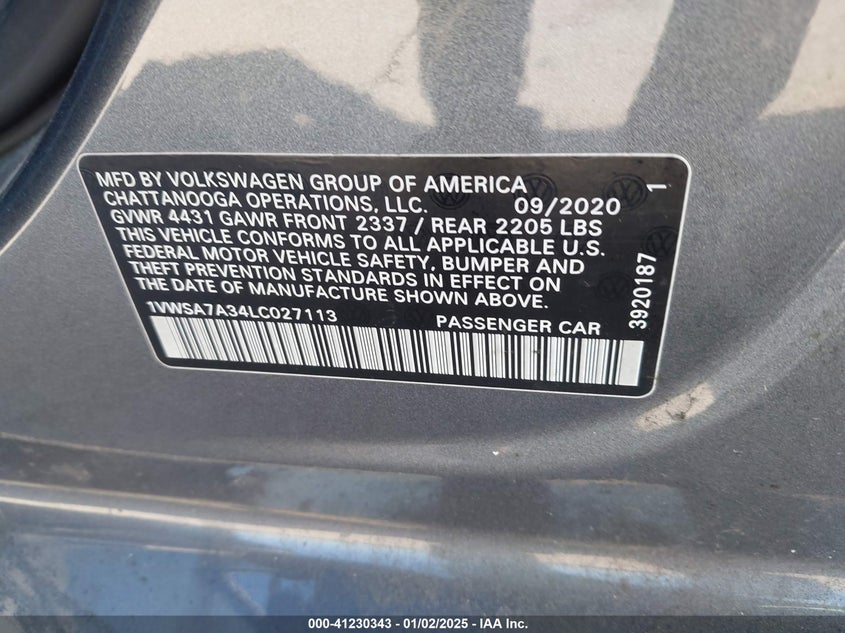 MFD BY VOLKSWAGEN GROUP OF AMERICA
CHATTANOOGA OPERATIONS, LLC. 09/2020
GVWR 4431 GAWR FRONT 2337 / REAR 2205 LBS
THIS VEHICLE CONFORMS TO ALL APPLICABLE U.S.
FEDERAL MOTOR VEHICLE SAFETY, BUMPER AND
THEFT PREVENTION STANDARDS IN EFFECT ON
THE DATE OF MANUFACTURE SHOWN ABOVE.
1VWSA7A34LC027113 PASSENGER CAR
3920187 1
000-41230343 - 01/02/2025 - IAA Inc.